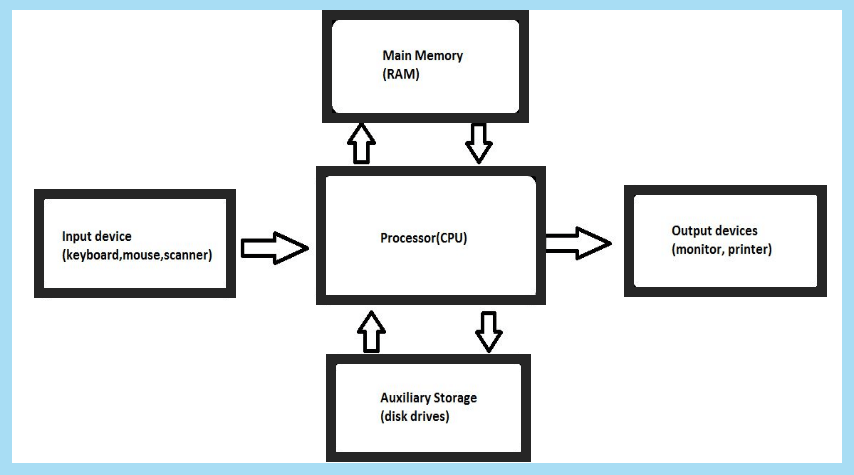 Main Memory
(RAM)
Input device
(keyboard,mouse,scanner)
Processor(CPU)
Output devices
(monitor, printer)
Auxiliary Storage
(disk drives)